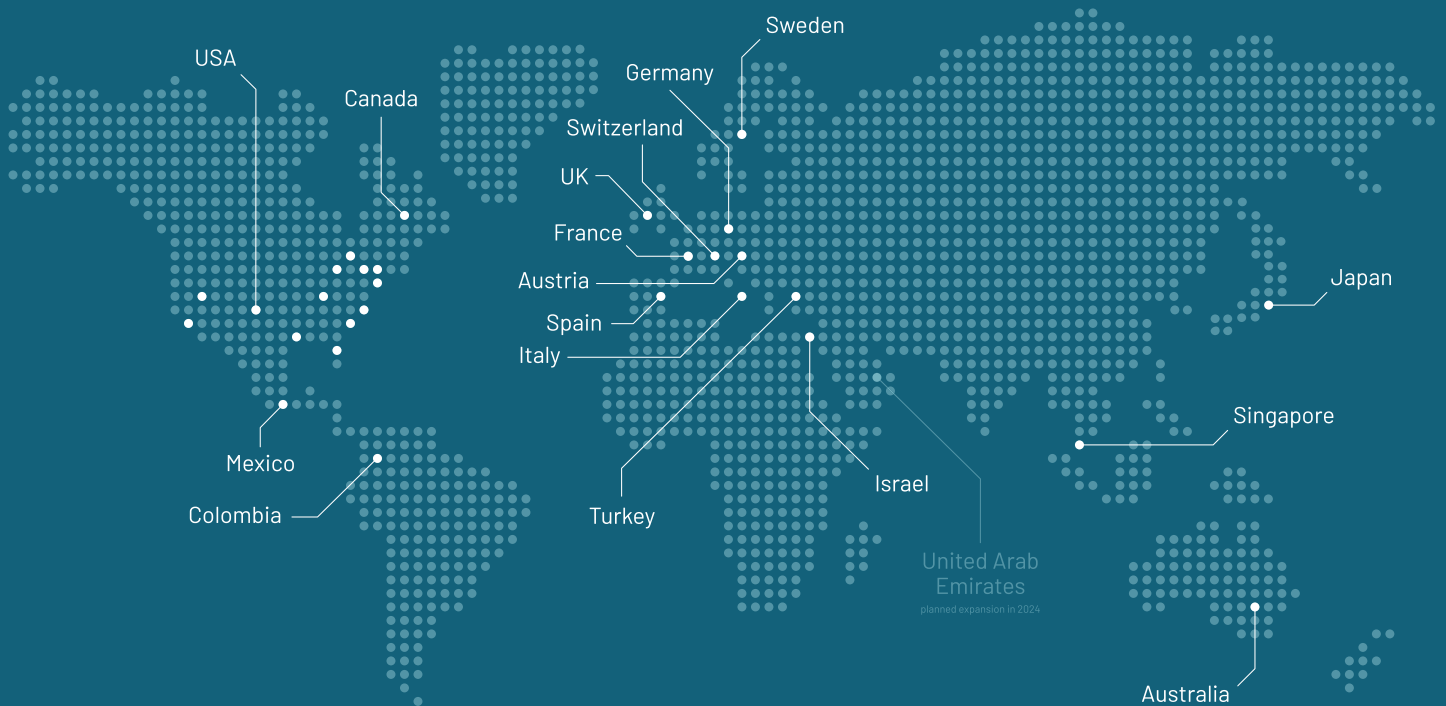 Sweden
USA
Germany
Canada
Switzerland
UK
France
Austria
Japan
Spain
Italy
Singapore
Mexico
Israel
Colombia
Turkey
United Arab
Emirates
planned expansion in 2024
Australia